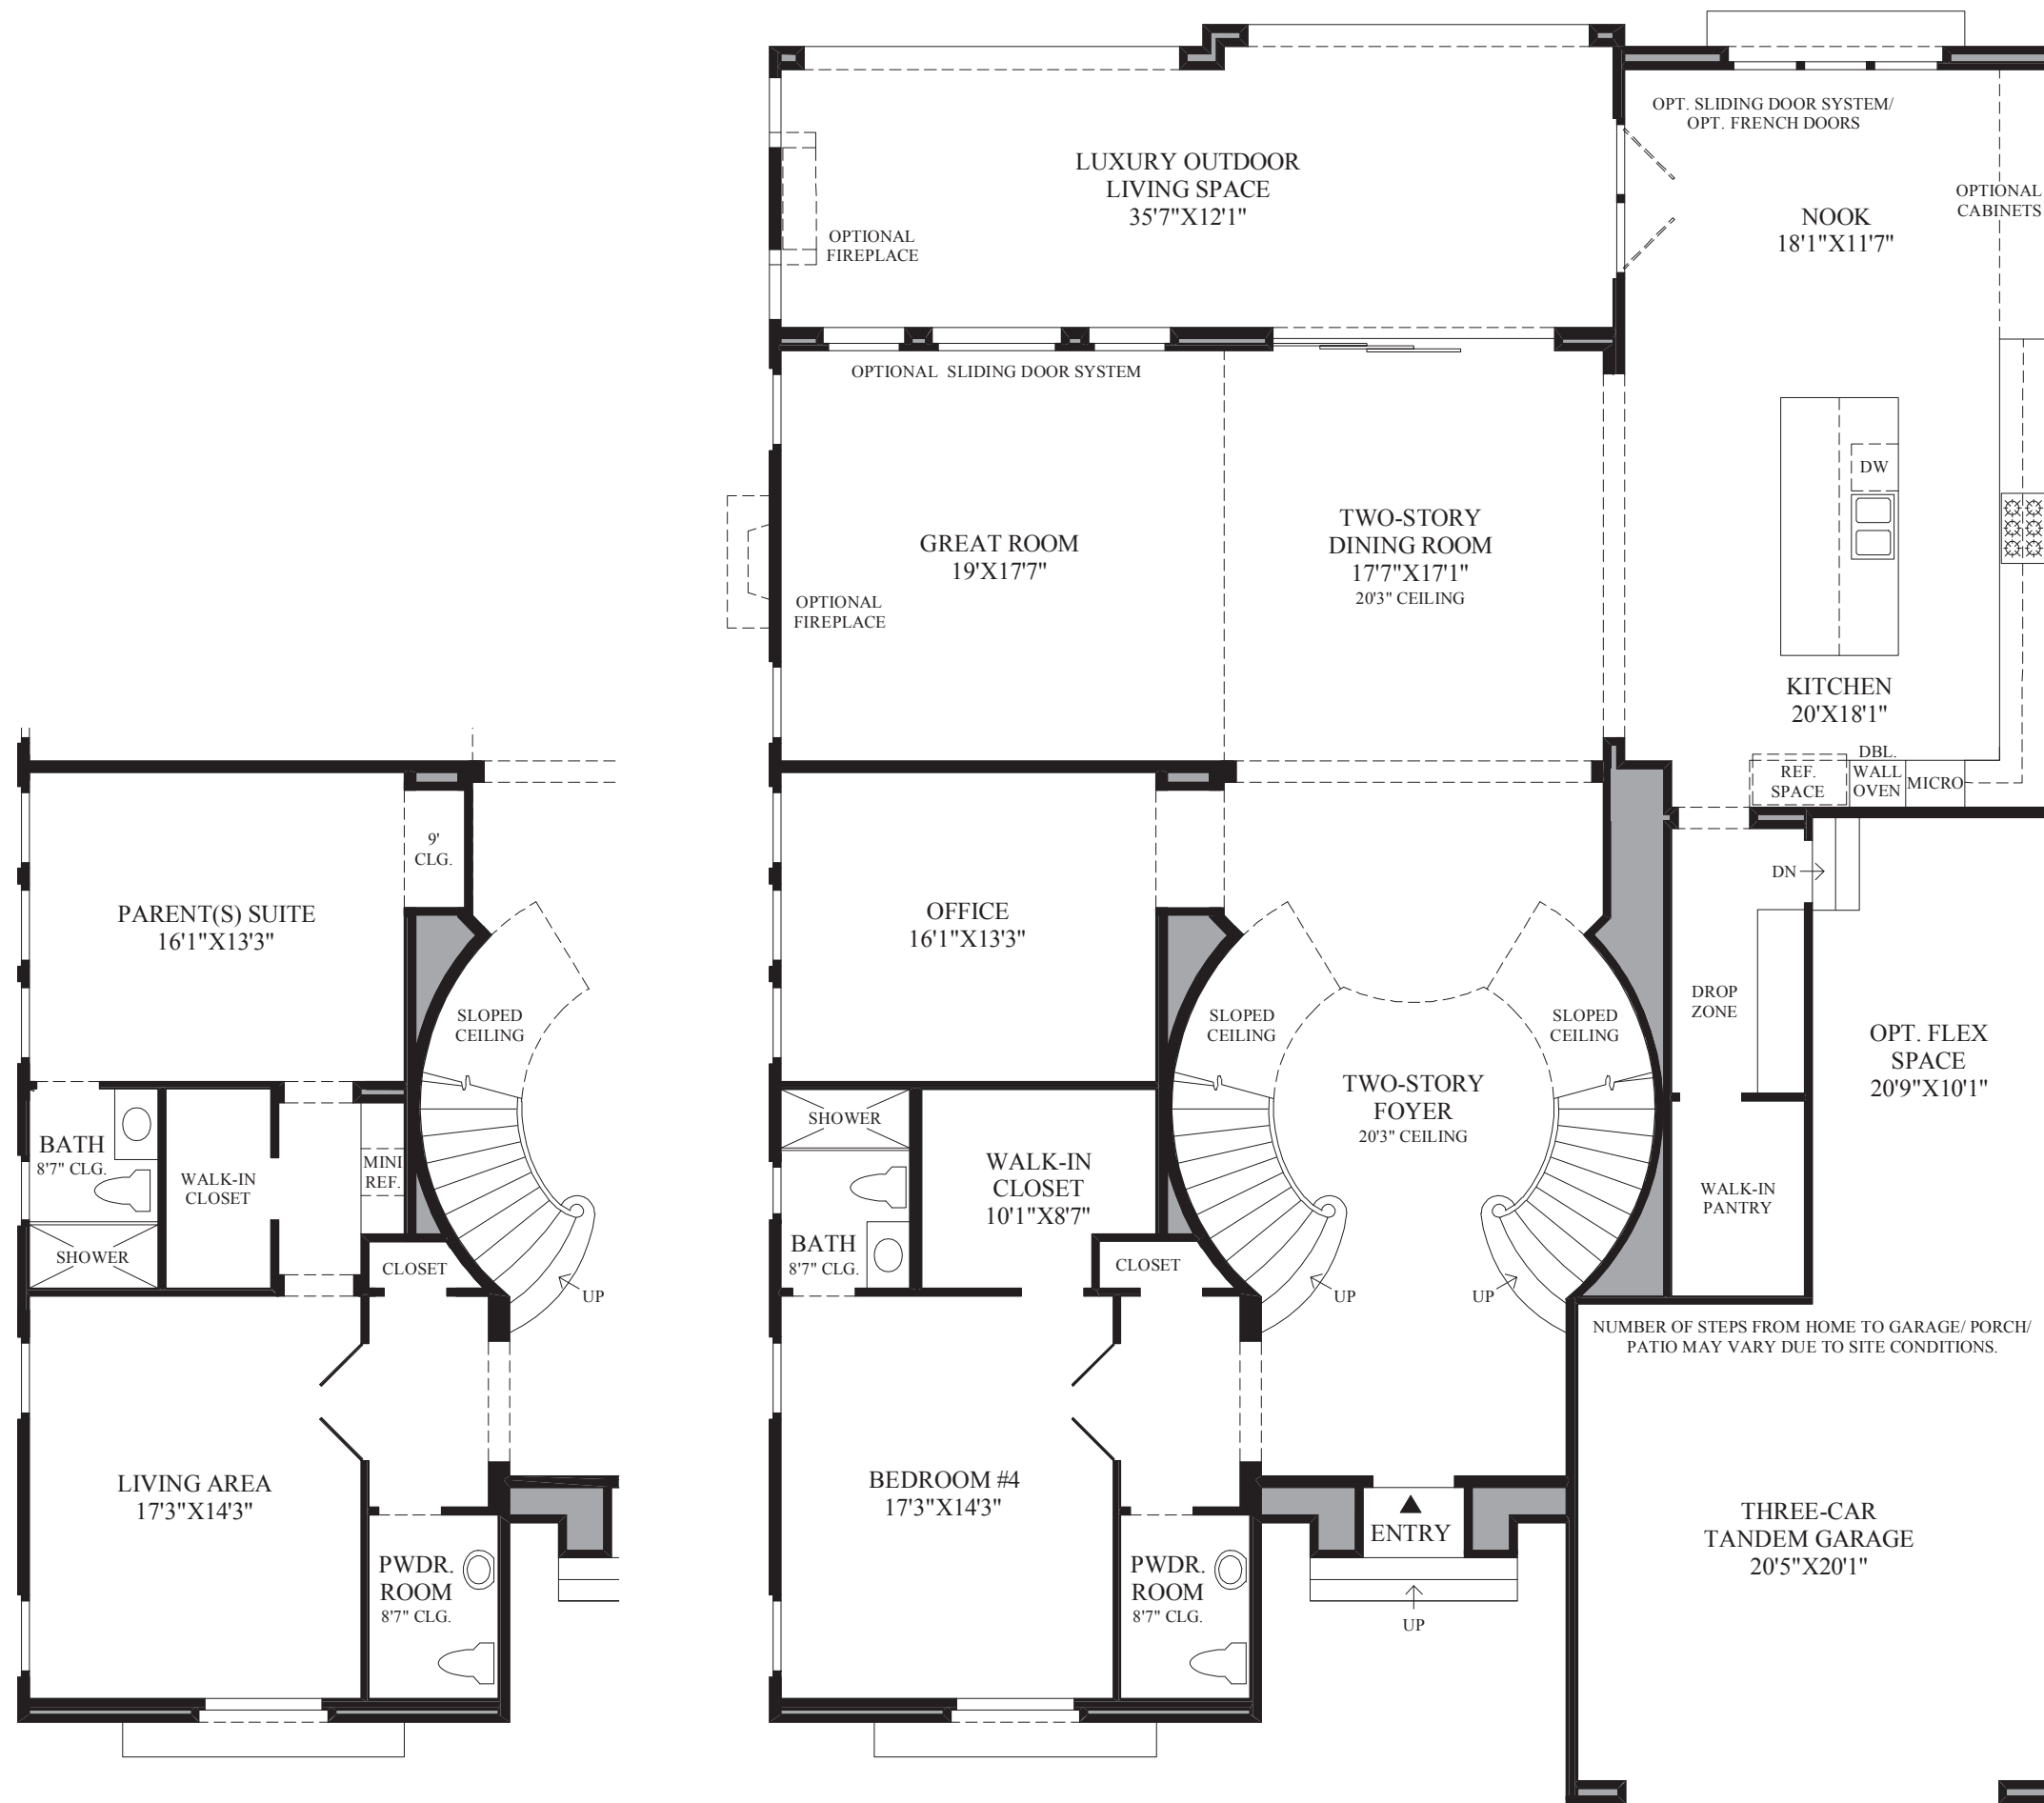 PARENT(S) SUITE
16'1"X13'3"
9'
CLG.
SLOPED
CEILING
BATH
8'7" CLG.
SHOWER
WALK-IN
CLOSET
MINI
REF.
CLOSET
UP
LIVING AREA
17'3"X14'3"
PWDR.
ROOM
8'7" CLG.
LUXURY OUTDOOR
LIVING SPACE
35'7"X12'1"
OPTIONAL
FIREPLACE
OPT. SLIDING DOOR SYSTEM/
OPT. FRENCH DOORS
OPTIONAL
CABINETS
NOOK
18'1"X11'7"
OPTIONAL SLIDING DOOR SYSTEM
GREAT ROOM
19'X17'7"
OPTIONAL
FIREPLACE
TWO-STORY
DINING ROOM
17'7"X17'1"
20'3" CEILING
DW
KITCHEN
20'X18'1"
REF.
SPACE
DBL.
WALL
OVEN
MICRO
OFFICE
16'1"X13'3"
SLOPED
CEILING
SLOPED
CEILING
TWO-STORY
FOYER
20'3" CEILING
DN
DROP
ZONE
OPT. FLEX
SPACE
20'9"X10'1"
SHOWER
BATH
8'7" CLG.
WALK-IN
CLOSET
10'1"X8'7"
CLOSET
UP
UP
WALK-IN
PANTRY
NUMBER OF STEPS FROM HOME TO GARAGE/ PORCH/
PATIO MAY VARY DUE TO SITE CONDITIONS.
BEDROOM #4
17'3"X14'3"
PWDR.
ROOM
8'7" CLG.
ENTRY
UP
THREE-CAR
TANDEM GARAGE
20'5"X20'1"